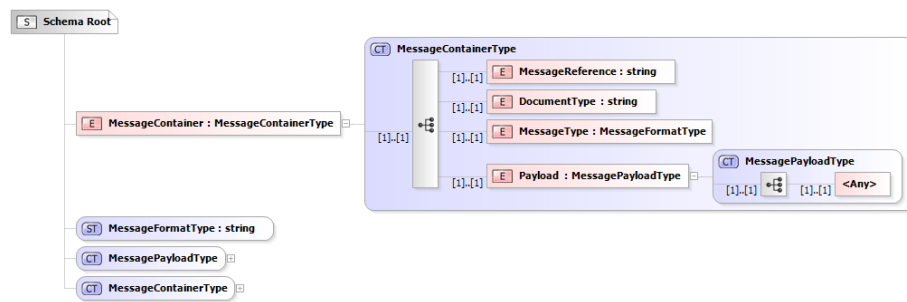 S Schema Root
CT MessageContainerType
[1]..[1] E MessageReference : string
[1]..[1] E DocumentType : string
E MessageContainer : MessageContainerType
[1]..[1] [1]..[1] E MessageType : MessageFormatType
CT MessagePayloadType
[1]..[1] E Payload : MessagePayloadType
[1]..[1] [1]..[1] <Any>
ST MessageFormatType : string
CT MessagePayloadType
CT MessageContainerType